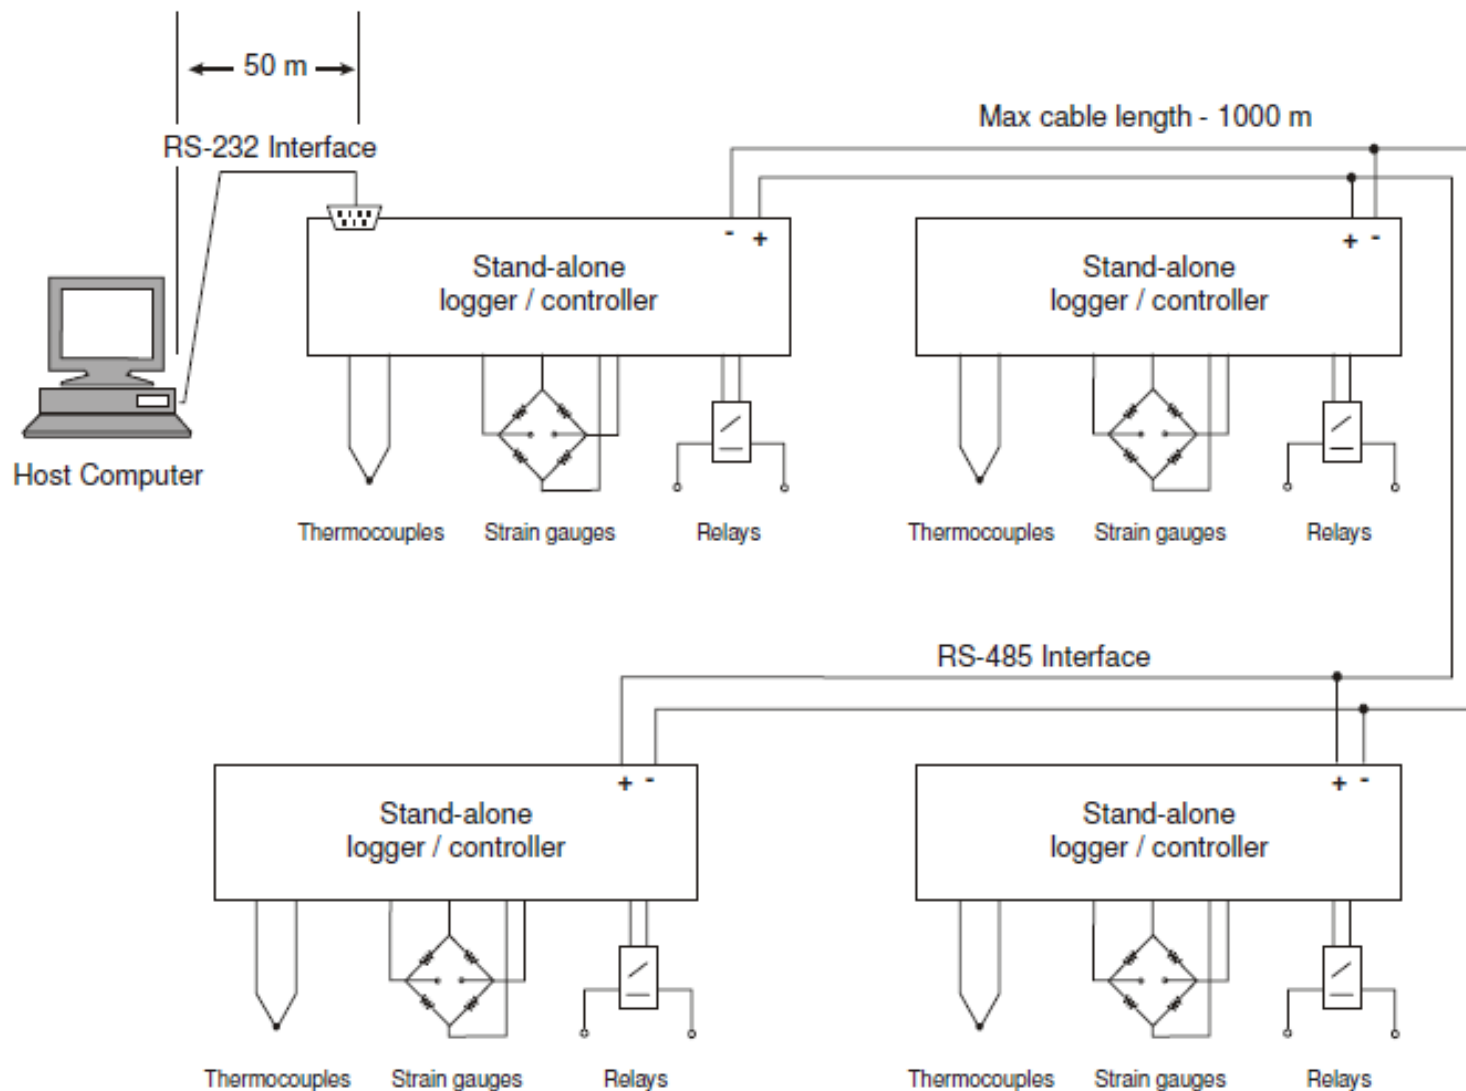 50 m
RS-232 Interface
Max cable length - 1000 m
- +
+ -
Stand-alone
logger / controller
Stand-alone
logger / controller
Host Computer
Thermocouples
Strain gauges
Relays
Thermocouples
Strain gauges
Relays
RS-485 Interface
+ -
+ -
Stand-alone
logger / controller
Stand-alone
logger / controller
Thermocouples
Strain gauges
Relays
Thermocouples
Strain gauges
Relays